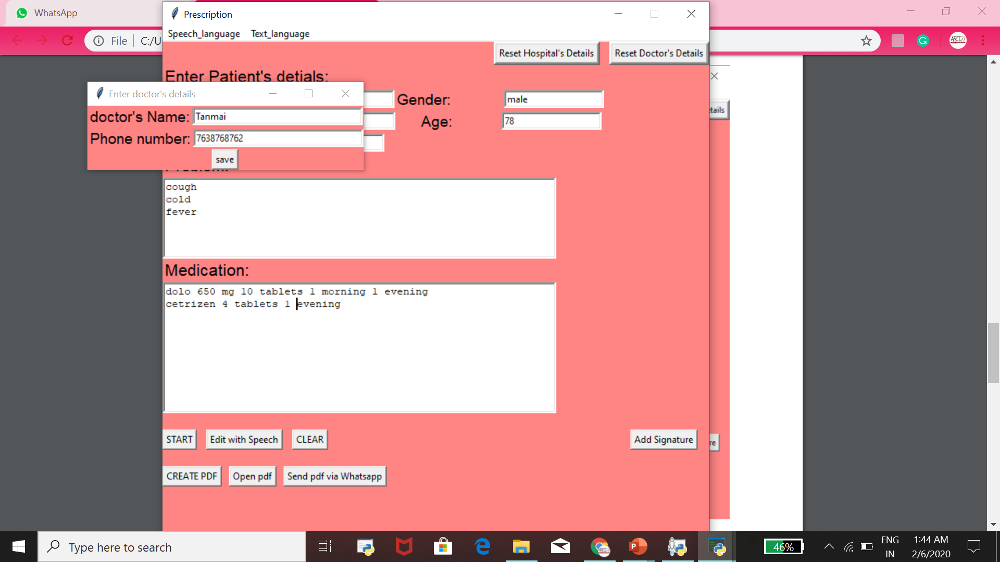 WhatsApp
Prescription
File
C:/U
Speech_language Text_language
Reset Hospital's Details
Reset Doctor's Details
Enter Patient's detials:
Enter doctor's details
Gender:
male
doctor's Name:
Tanmai
Age:
78
Phone number:
7638768762
save
cough
cold
fever
Medication:
dolo 650 mg 10 tablets 1 morning 1 evening
cetrizen 4 tablets 1 evening
START
Edit with Speech
CLEAR
Add Signature
CREATE PDF
Open pdf
Send pdf via Whatsapp
Type here to search
46%
ENG
IN
1:44 AM
2/6/2020